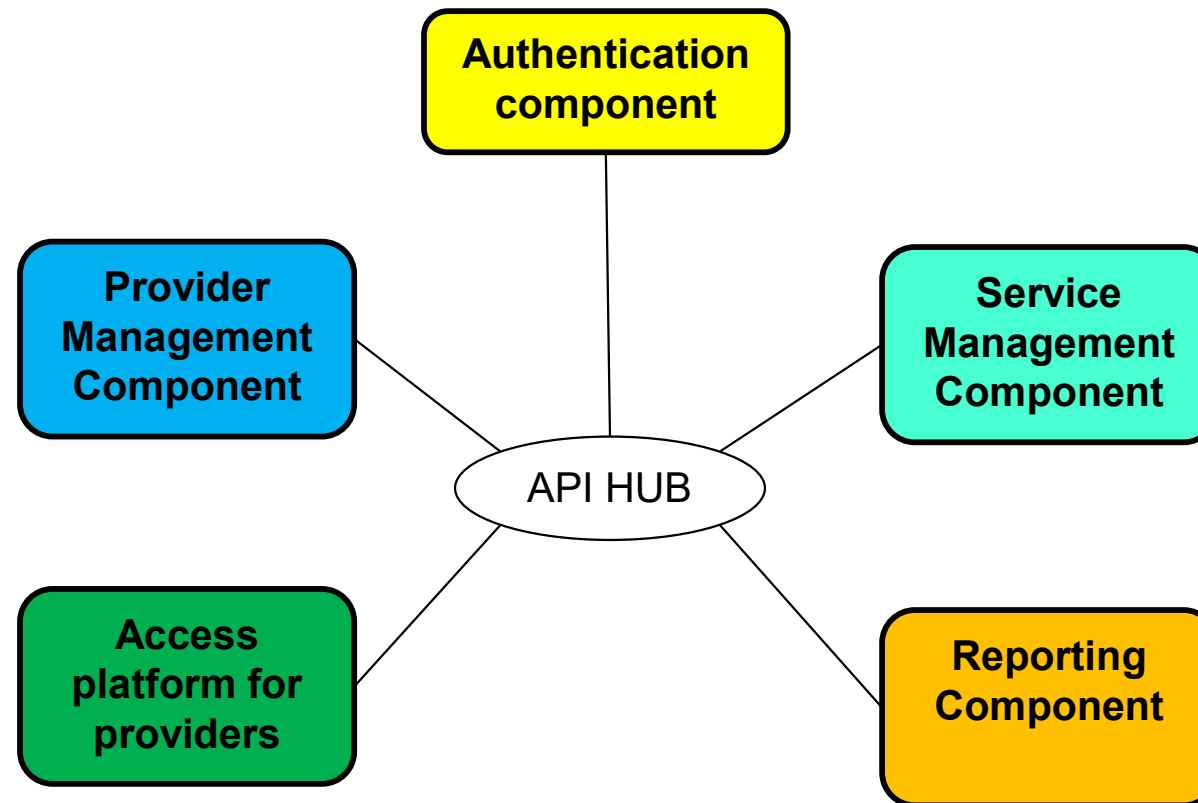 Authentication
component
Provider
Management
Component
Service
Management
Component
API HUB
Access
platform for
providers
Reporting
Component